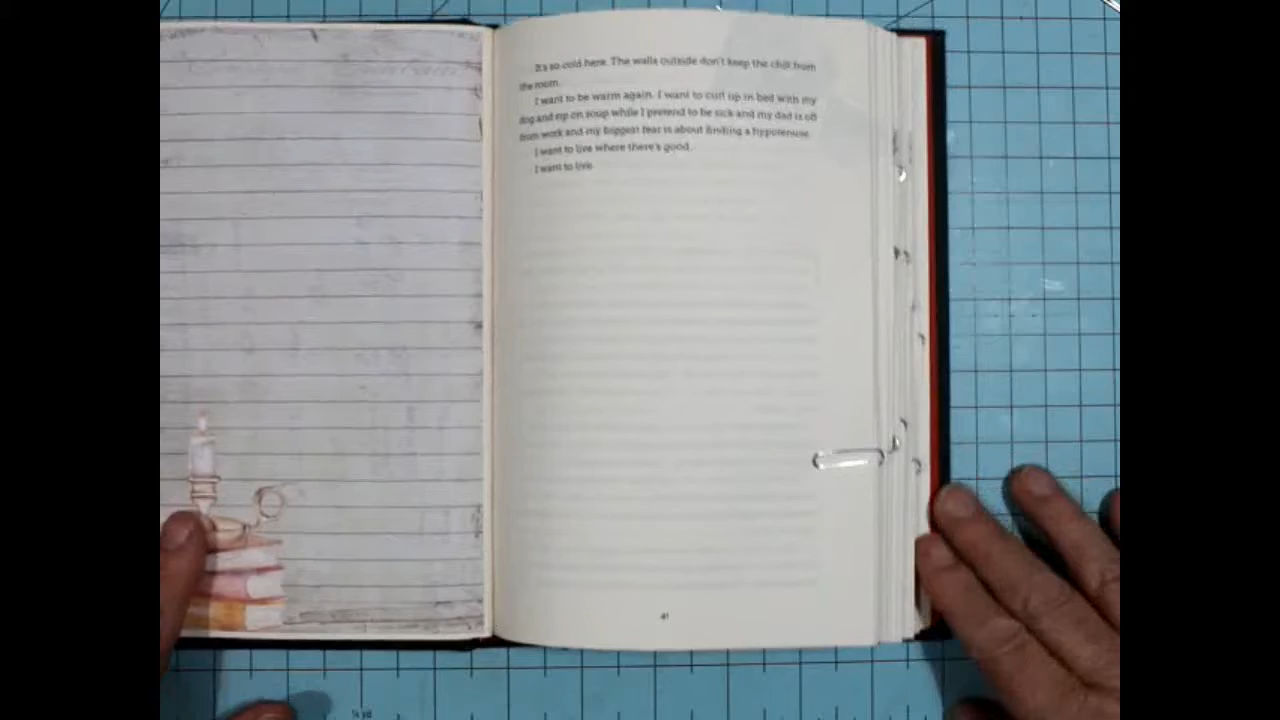 It's so cold here. The walls outside don't keep the chill from
the room.
I want to be warm again. I want to curl up in bed with my
dog and sip on soup while I pretend to be sick and my dad is off
from work and my biggest fear is about finding a hypotenuse.
I want to live where there's good.
I want to live.
41